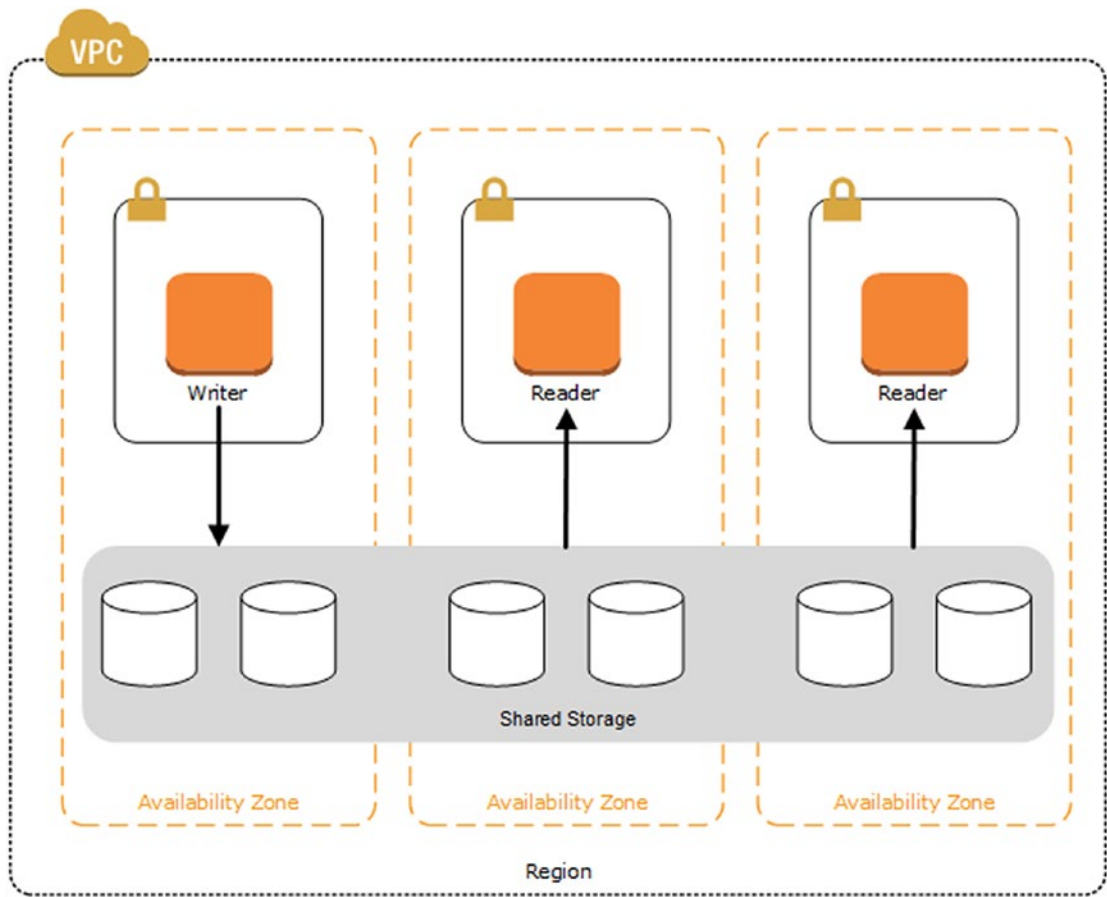 VPC
Writer
Reader
Reader
Shared Storage
Availability Zone
Availability Zone
Availability Zone
Region